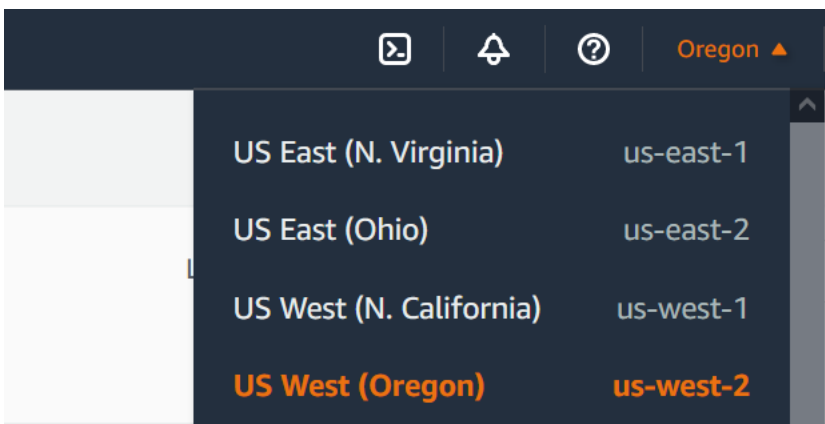 Oregon
US East (N. Virginia) us-east-1
US East (Ohio) us-east-2
US West (N. California) us-west-1
US West (Oregon) us-west-2